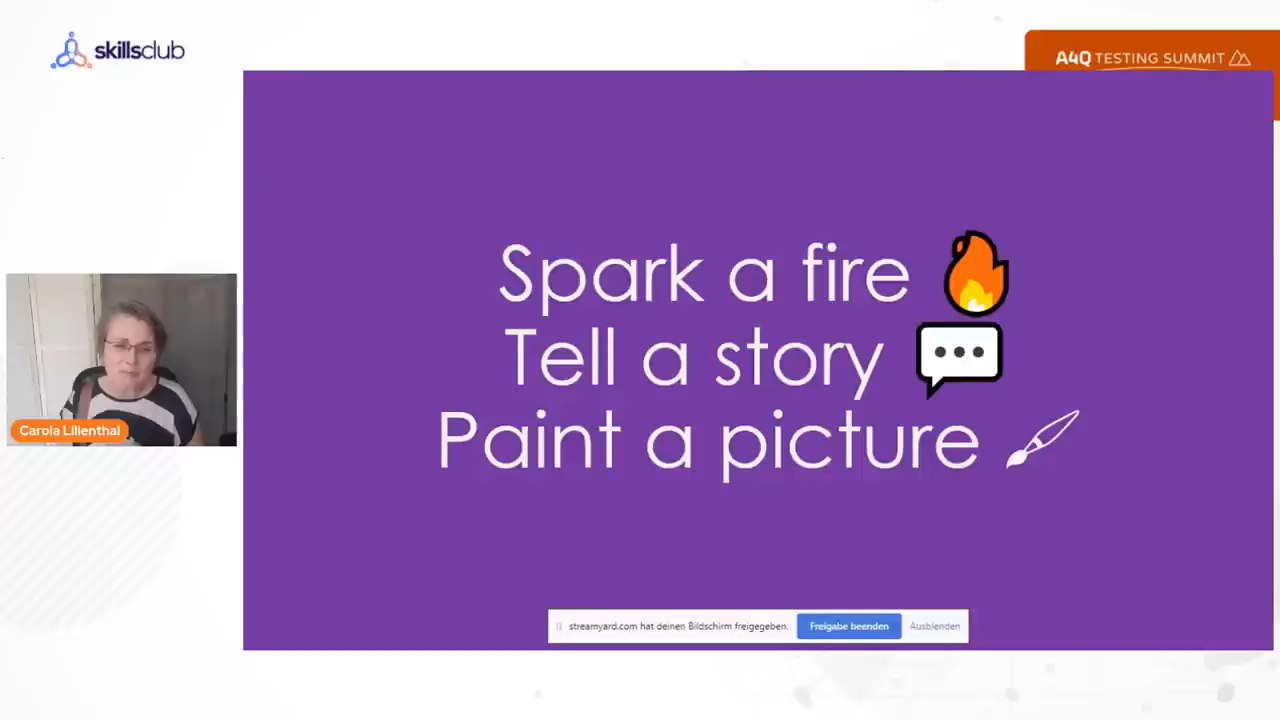 skillsclub
A4Q TESTING SUMMIT
Spark a fire
Tell a story
Paint a picture
Carola Lilienthal
streamyard.com hat deinen Bildschirm freigegeben.
Freigabe beenden
Ausblenden